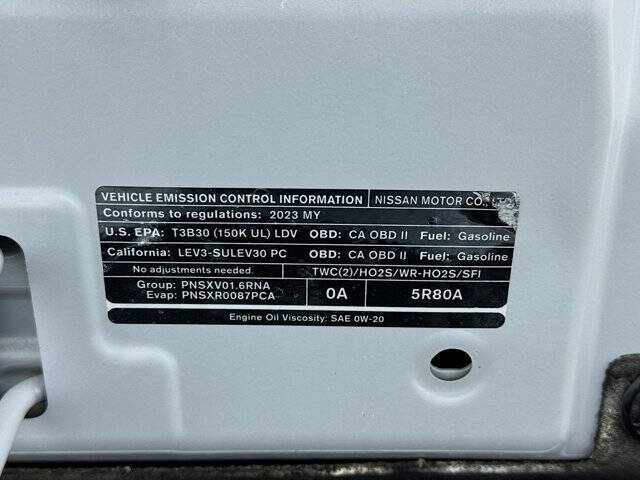 VEHICLE EMISSION CONTROL INFORMATION NISSAN MOTOR CO., LTD
Conforms to regulations: 2023 MY
U.S. EPA: T3B30 (150K UL) LDV OBD: CA OBD II Fuel: Gasoline
California: LEV3-SULEV30 PC OBD: CA OBD II Fuel: Gasoline
No adjustments needed. TWC(2)/HO2S/WR-HO2S/SFI
Group: PNSXV01.6RNA
Evap: PNSXR0087PCA 0A 5R80A
Engine Oil Viscosity: SAE 0W-20